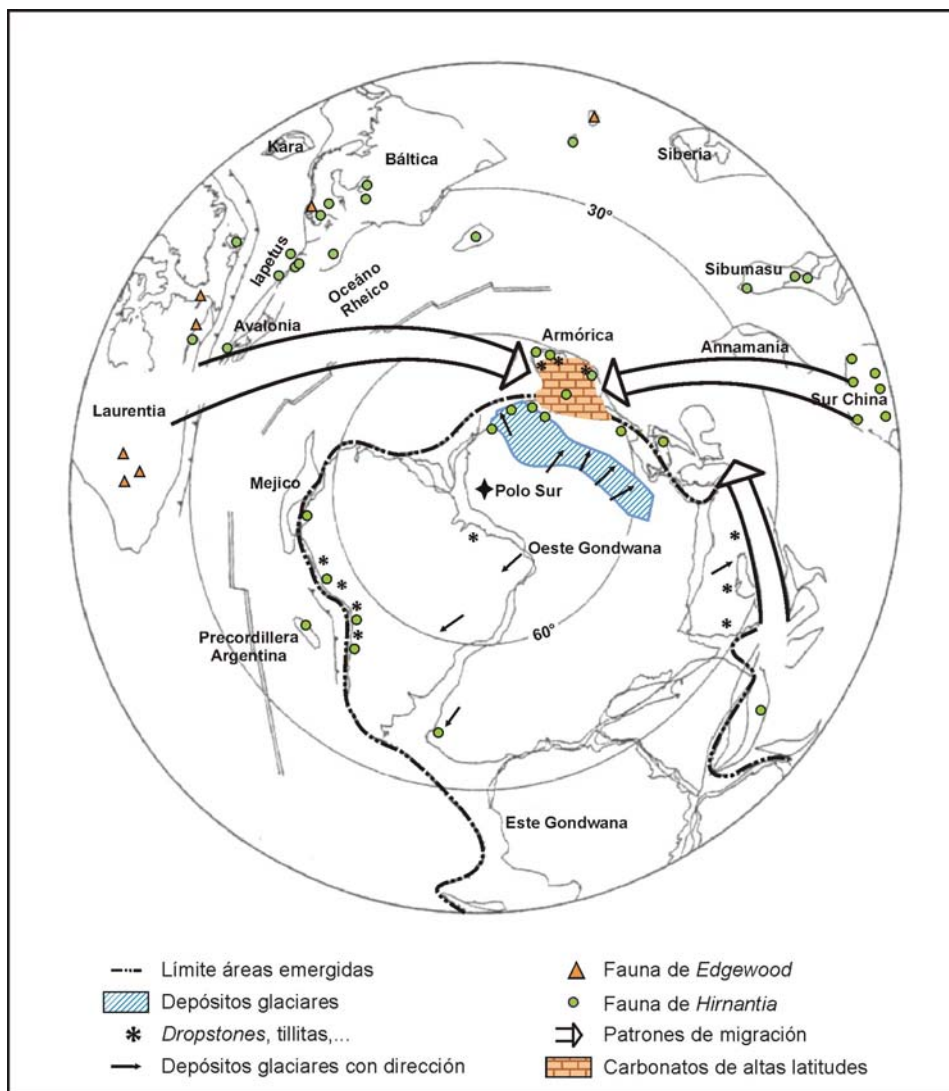 Kara
Báltica
Siberia
30°
Iapetus
Océano
Rheico
Sibumasu
Avalonia
Armórica
Annamania
Laurentia
Sur China
Mejico
Polo Sur
Oeste Gondwana
Precordillera
Argentina
60°
Este Gondwana
Límite áreas emergidas
Depósitos glaciares
Dropstones, tillitas,...
Depósitos glaciares con dirección
Fauna de Edgewood
Fauna de Hirnantia
Patrones de migración
Carbonatos de altas latitudes